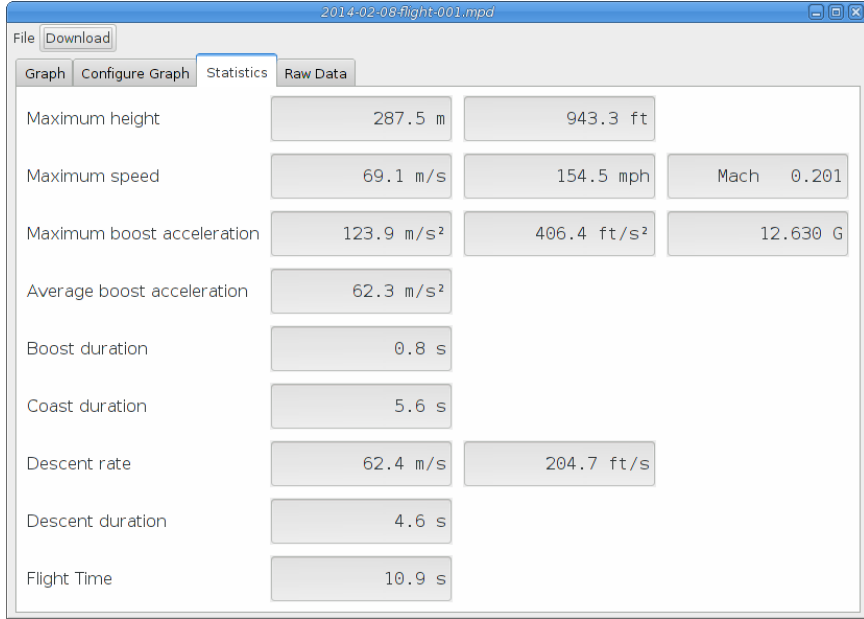 2014-02-08-flight-001.mpd
File Download
Graph Configure Graph Statistics Raw Data
Maximum height 287.5 m 943.3 ft
Maximum speed 69.1 m/s 154.5 mph Mach 0.201
Maximum boost acceleration 123.9 m/s² 406.4 ft/s² 12.630 G
Average boost acceleration 62.3 m/s²
Boost duration 0.8 s
Coast duration 5.6 s
Descent rate 62.4 m/s 204.7 ft/s
Descent duration 4.6 s
Flight Time 10.9 s